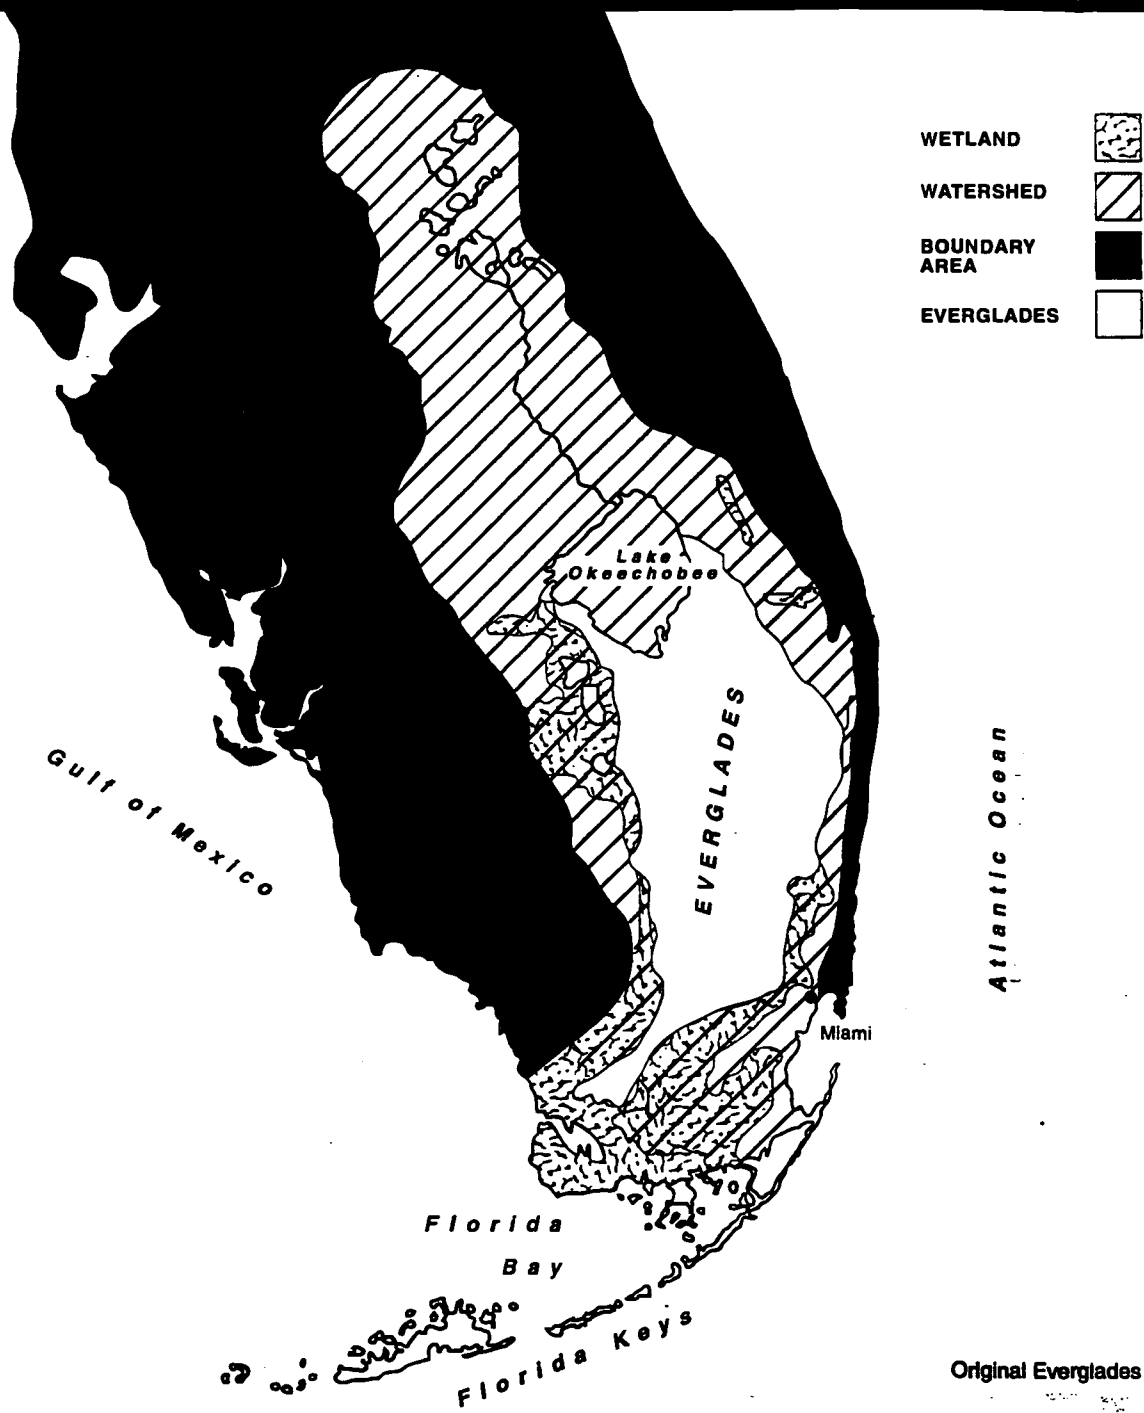 WETLAND
WATERSHED
BOUNDARY
AREA
EVERGLADES
Lake
Okeechobee
EVERGLADES
Gulf of Mexico
Atlantic Ocean
Miami
Florida
Bay
Florida Keys
Original Everglades